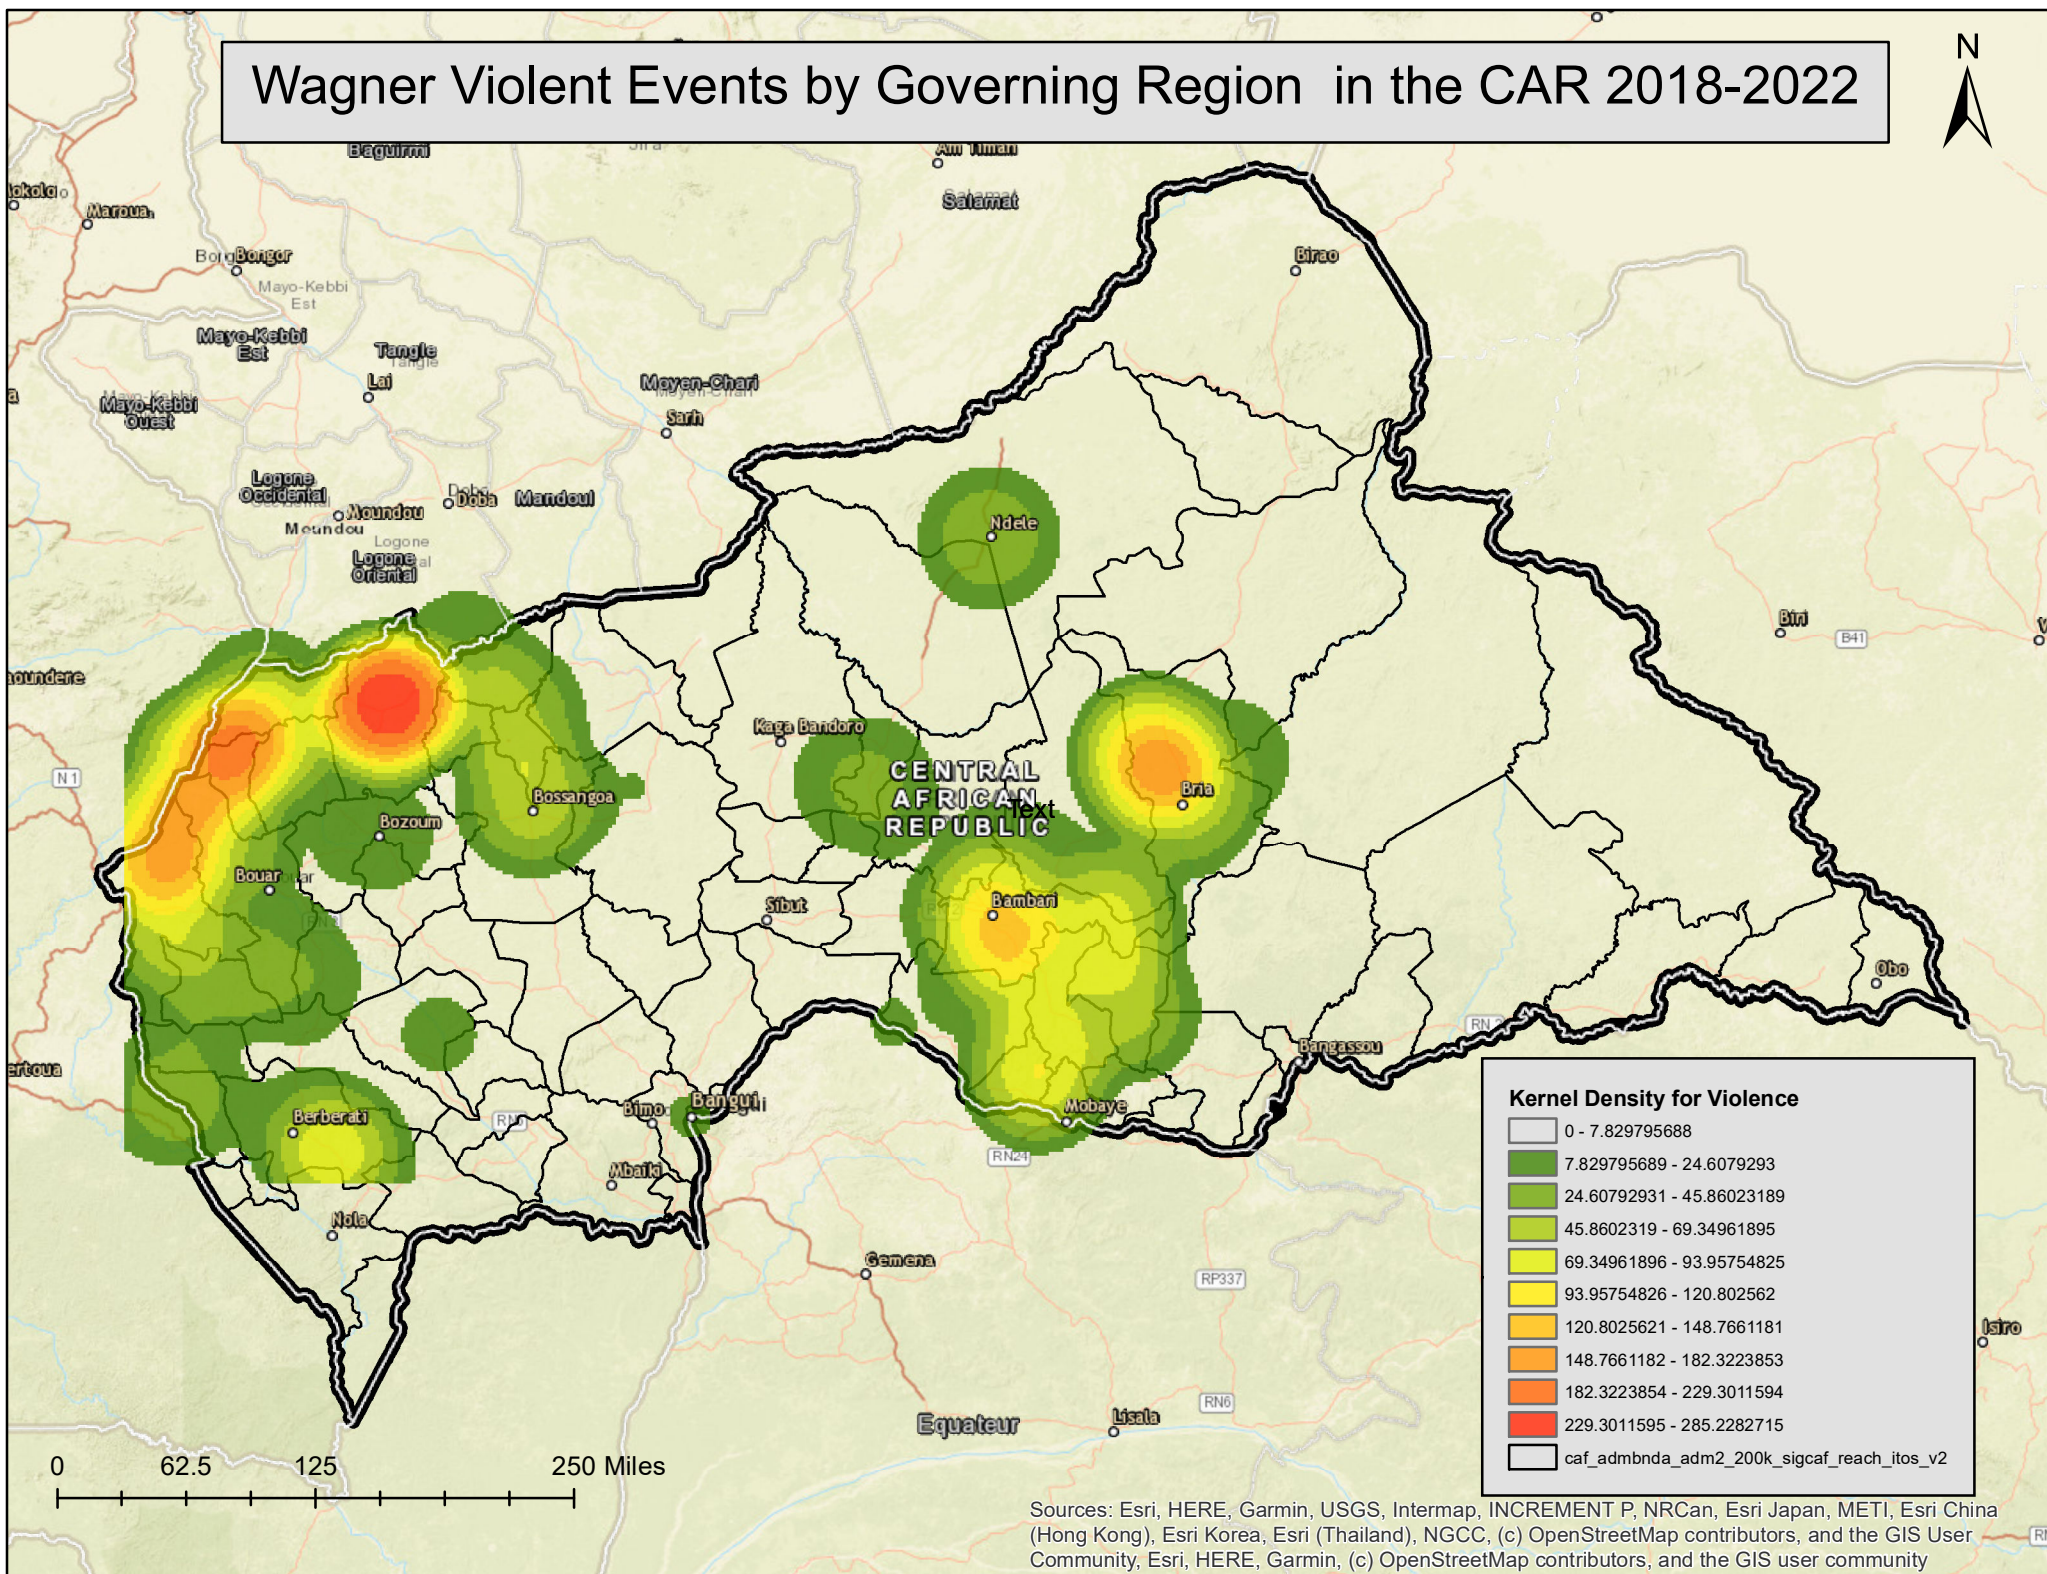 Wagner Violent Events by Governing Region  in the CAR 2018-2022
N
Baguirmi
Am Timan
Salamat
Salamat
Maroua
Bongor
Mayo-Kebbi
Est
Mayo-Kebbi
Est
Tangle
Tangle
Lai
Mayo-Kebbi
Ouest
Moyen-Chari
Moyen-Chari
Sarh
Birao
Logone
Occidental
Doba
Mandoul
Moundou
Moundou
Logone
Logone
Oriental
Ndele
Biri
B41
aoundere
N 1
Kaga Bandoro
CENTRAL
AFRICAN
REPUBLIC
Text
Bria
Bossangoa
Bozoum
Bouar
Bambari
Sibut
Obo
Bangassou
ertoua
Berberati
Bimo
Bangui
Mobaye
Mbaiki
RN24
Nola
Gemena
RP337
Isiro
RN6
Equateur
Lisala
Kernel Density for Violence
0 - 7.829795688
7.829795689 - 24.6079293
24.60792931 - 45.86023189
45.8602319 - 69.34961895
69.34961896 - 93.95754825
93.95754826 - 120.802562
120.8025621 - 148.7661181
148.7661182 - 182.3223853
182.3223854 - 229.3011594
229.3011595 - 285.2282715
caf_admbnda_adm2_200k_sigcaf_reach_itos_v2
0 62.5 125 250 Miles
Sources: Esri, HERE, Garmin, USGS, Intermap, INCREMENT P, NRCan, Esri Japan, METI, Esri China
(Hong Kong), Esri Korea, Esri (Thailand), NGCC, (c) OpenStreetMap contributors, and the GIS User
Community, Esri, HERE, Garmin, (c) OpenStreetMap contributors, and the GIS user community